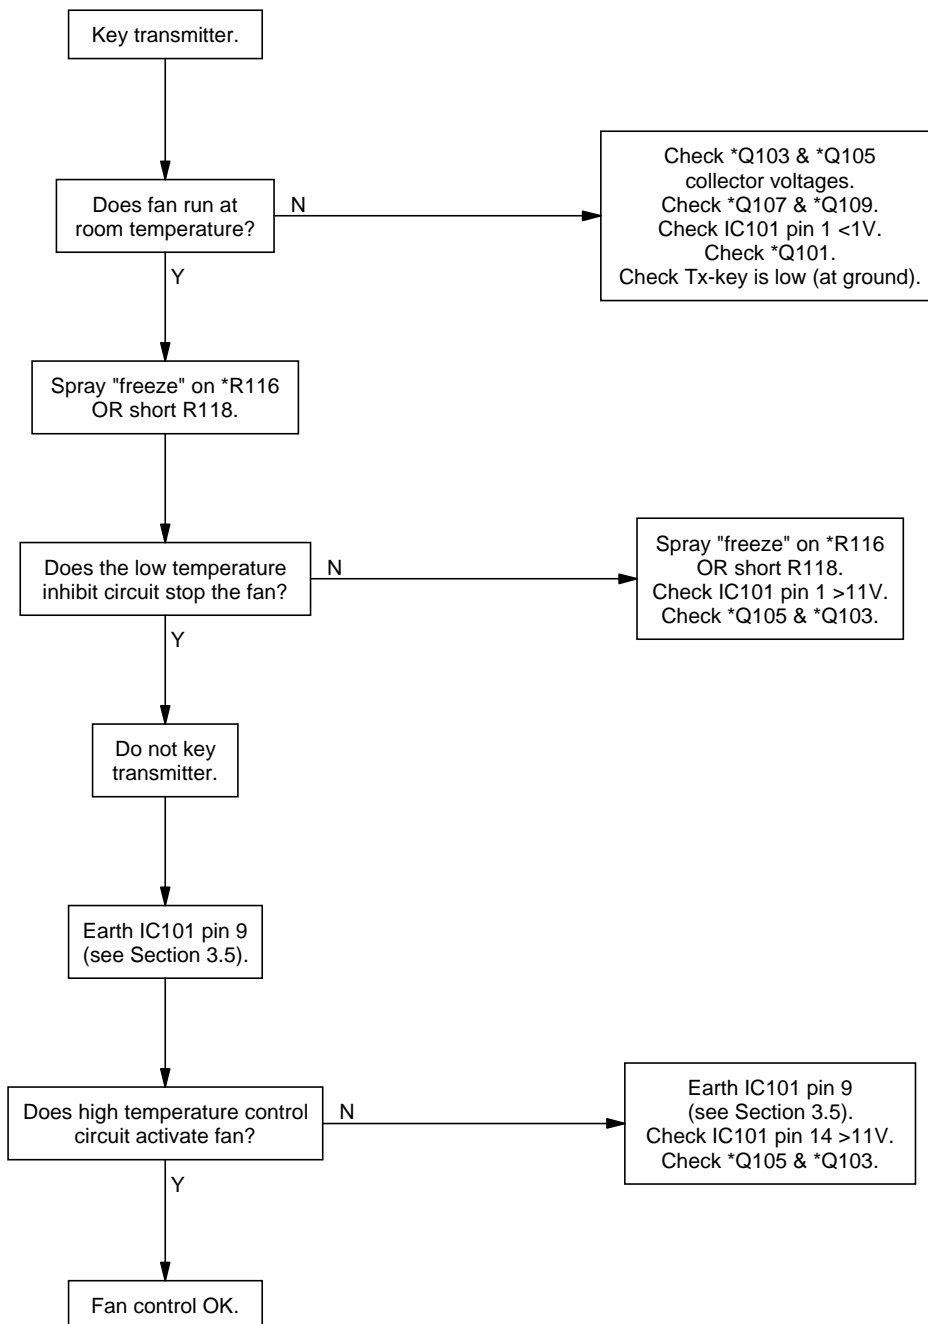 Key transmitter.
Does fan run at
room temperature?
N
Check *Q103 & *Q105
collector voltages.
Check *Q107 & *Q109.
Check IC101 pin 1 <1V.
Check *Q101.
Check Tx-key is low (at ground).
Y
Spray "freeze" on *R116
OR short R118.
Does the low temperature
inhibit circuit stop the fan?
N
Spray "freeze" on *R116
OR short R118.
Check IC101 pin 1 >11V.
Check *Q105 & *Q103.
Y
Do not key
transmitter.
Earth IC101 pin 9
(see Section 3.5).
Does high temperature control
circuit activate fan?
N
Earth IC101 pin 9
(see Section 3.5).
Check IC101 pin 14 >11V.
Check *Q105 & *Q103.
Y
Fan control OK.